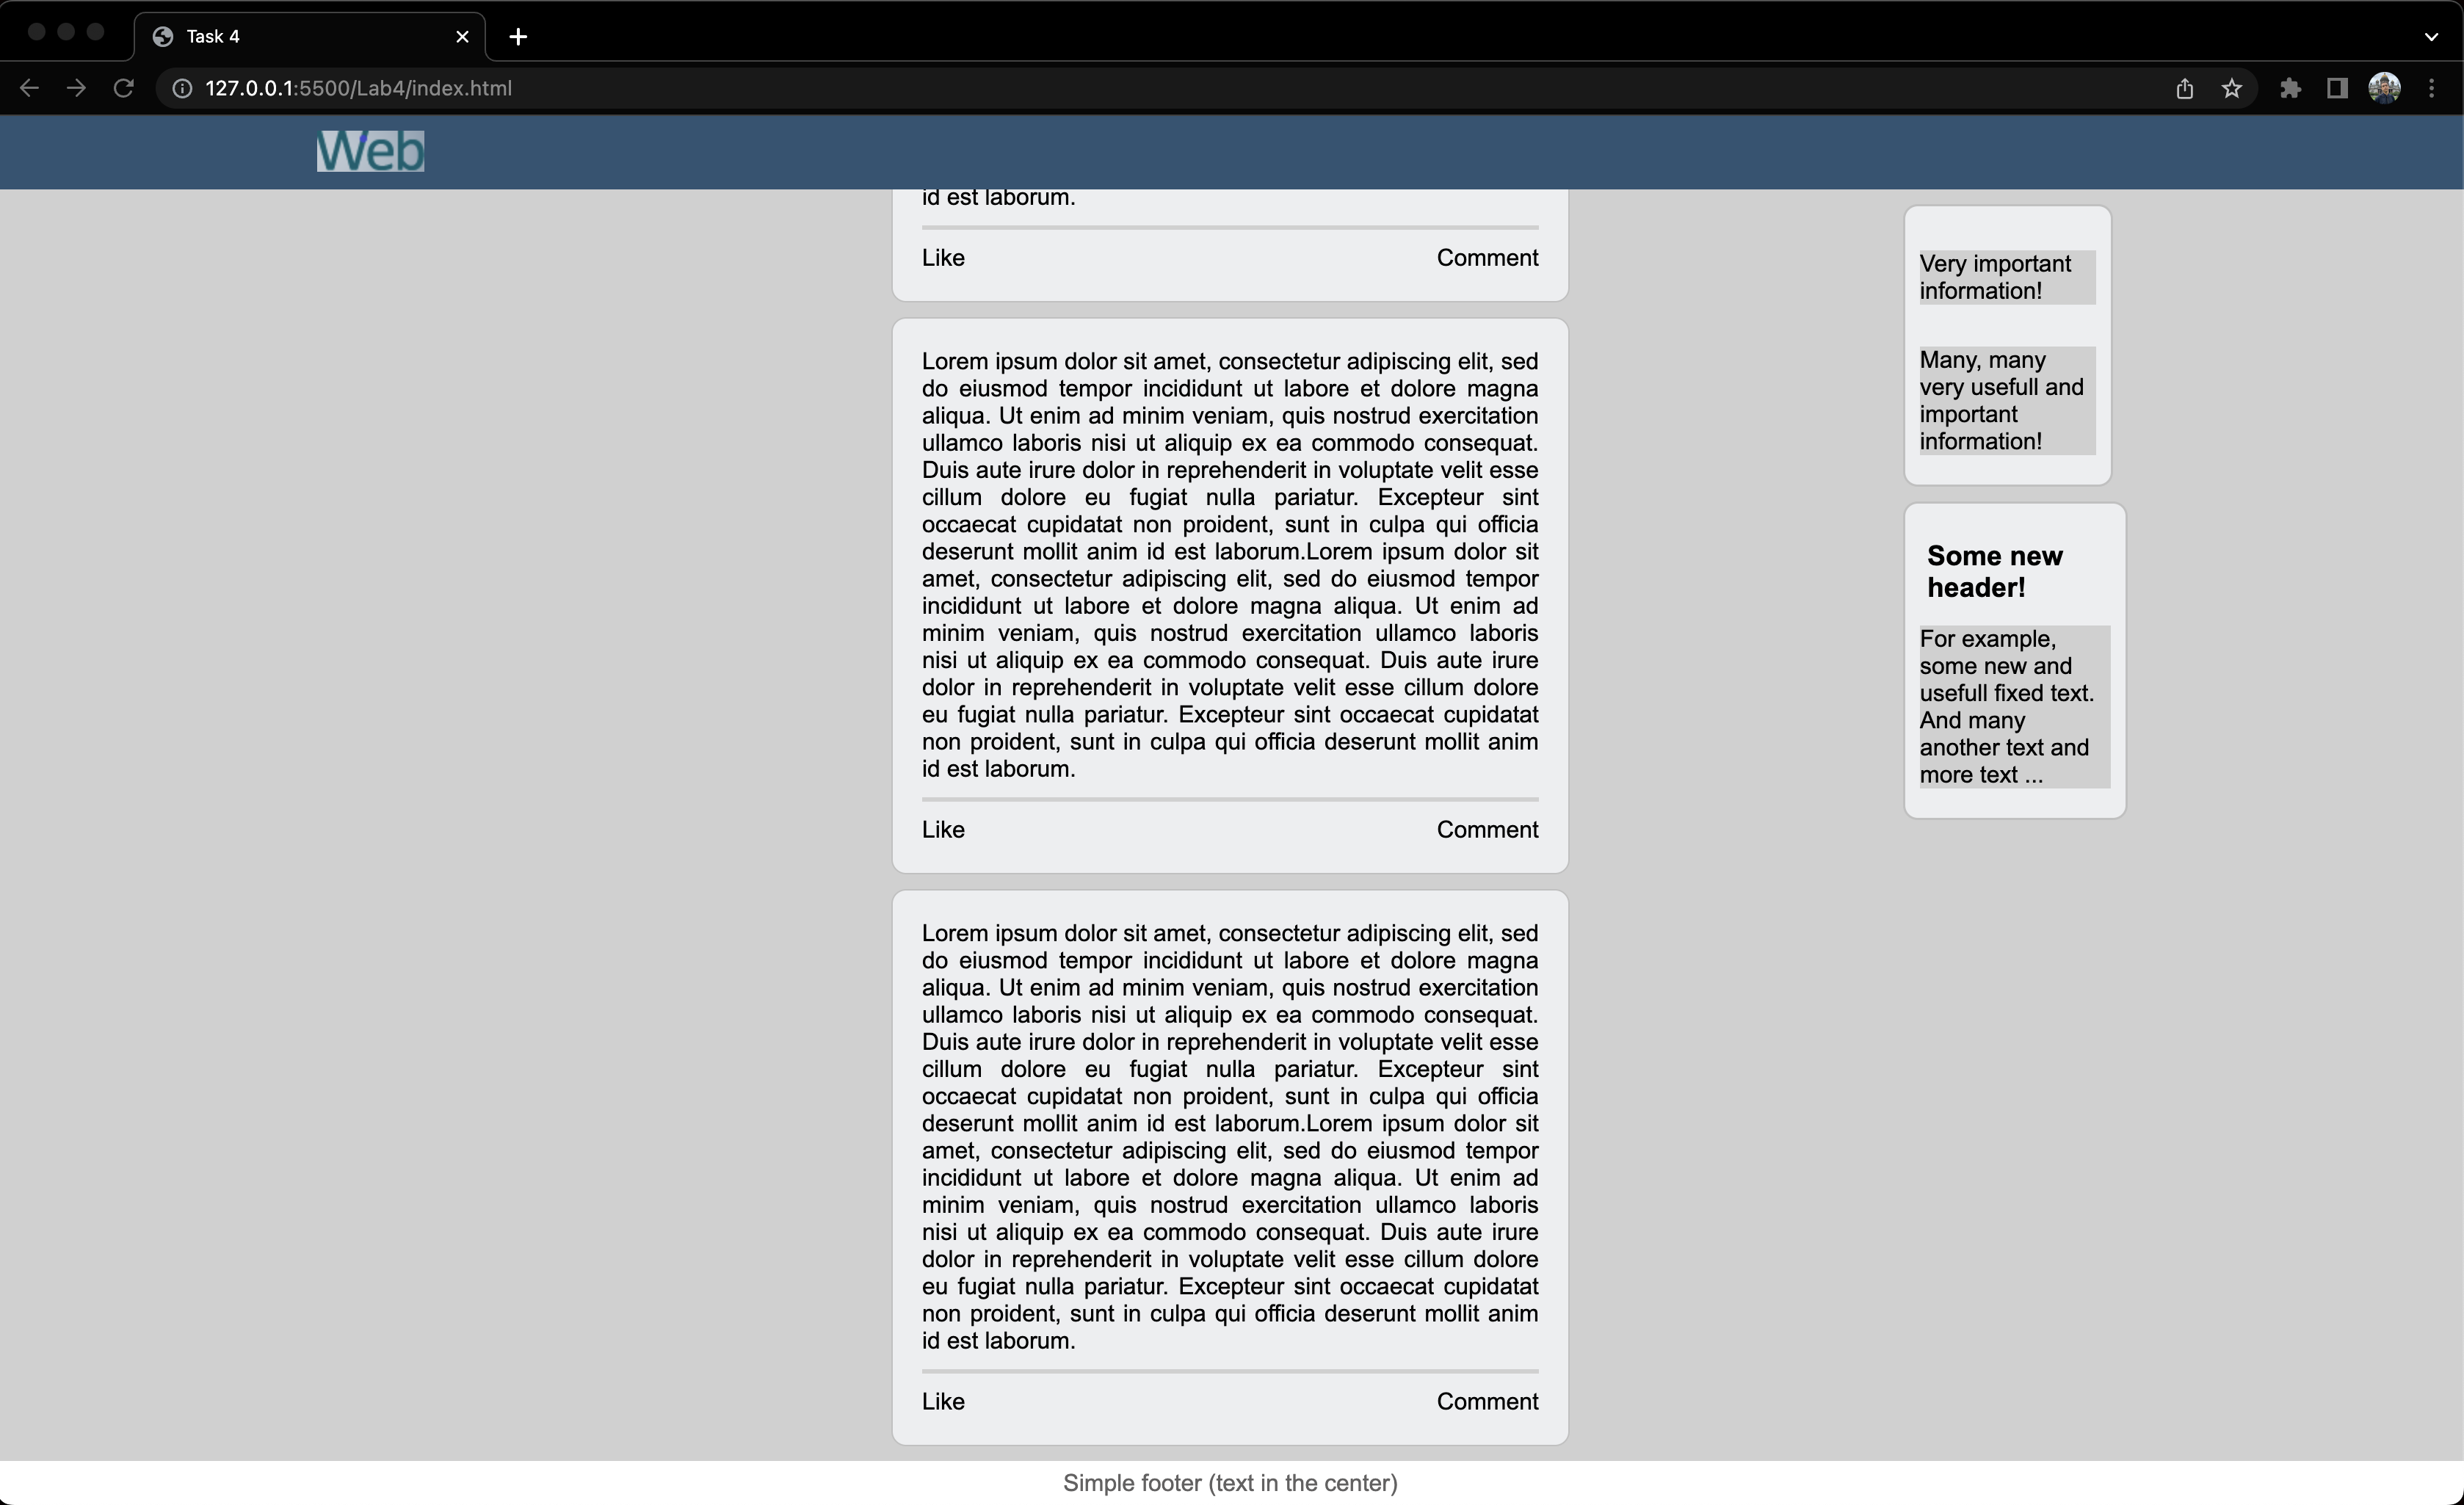 Task 4
127.0.0.1:5500/Lab4/index.html
Web
id est laborum.
Like Comment
Lorem ipsum dolor sit amet, consectetur adipiscing elit, sed
do eiusmod tempor incididunt ut labore et dolore magna
aliqua. Ut enim ad minim veniam, quis nostrud exercitation
ullamco laboris nisi ut aliquip ex ea commodo consequat.
Duis aute irure dolor in reprehenderit in voluptate velit esse
cillum dolore eu fugiat nulla pariatur. Excepteur sint
occaecat cupidatat non proident, sunt in culpa qui officia
deserunt mollit anim id est laborum.Lorem ipsum dolor sit
amet, consectetur adipiscing elit, sed do eiusmod tempor
incididunt ut labore et dolore magna aliqua. Ut enim ad
minim veniam, quis nostrud exercitation ullamco laboris
nisi ut aliquip ex ea commodo consequat. Duis aute irure
dolor in reprehenderit in voluptate velit esse cillum dolore
eu fugiat nulla pariatur. Excepteur sint occaecat cupidatat
non proident, sunt in culpa qui officia deserunt mollit anim
id est laborum.
Like Comment
Lorem ipsum dolor sit amet, consectetur adipiscing elit, sed
do eiusmod tempor incididunt ut labore et dolore magna
aliqua. Ut enim ad minim veniam, quis nostrud exercitation
ullamco laboris nisi ut aliquip ex ea commodo consequat.
Duis aute irure dolor in reprehenderit in voluptate velit esse
cillum dolore eu fugiat nulla pariatur. Excepteur sint
occaecat cupidatat non proident, sunt in culpa qui officia
deserunt mollit anim id est laborum.Lorem ipsum dolor sit
amet, consectetur adipiscing elit, sed do eiusmod tempor
incididunt ut labore et dolore magna aliqua. Ut enim ad
minim veniam, quis nostrud exercitation ullamco laboris
nisi ut aliquip ex ea commodo consequat. Duis aute irure
dolor in reprehenderit in voluptate velit esse cillum dolore
eu fugiat nulla pariatur. Excepteur sint occaecat cupidatat
non proident, sunt in culpa qui officia deserunt mollit anim
id est laborum.
Like Comment
Very important
information!
Many, many
very usefull and
important
information!
Some new
header!
For example,
some new and
usefull fixed text.
And many
another text and
more text ...
Simple footer (text in the center)